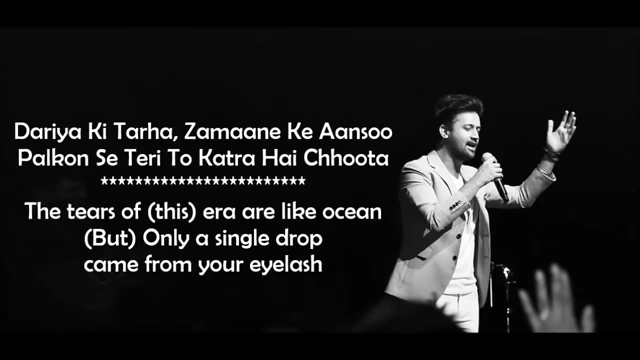 Dariya Ki Tarha, Zamaane Ke Aansoo
Palkon Se Teri To Katra Hai Chhoota
************************
The tears of (this) era are like ocean
(But) Only a single drop
came from your eyelash